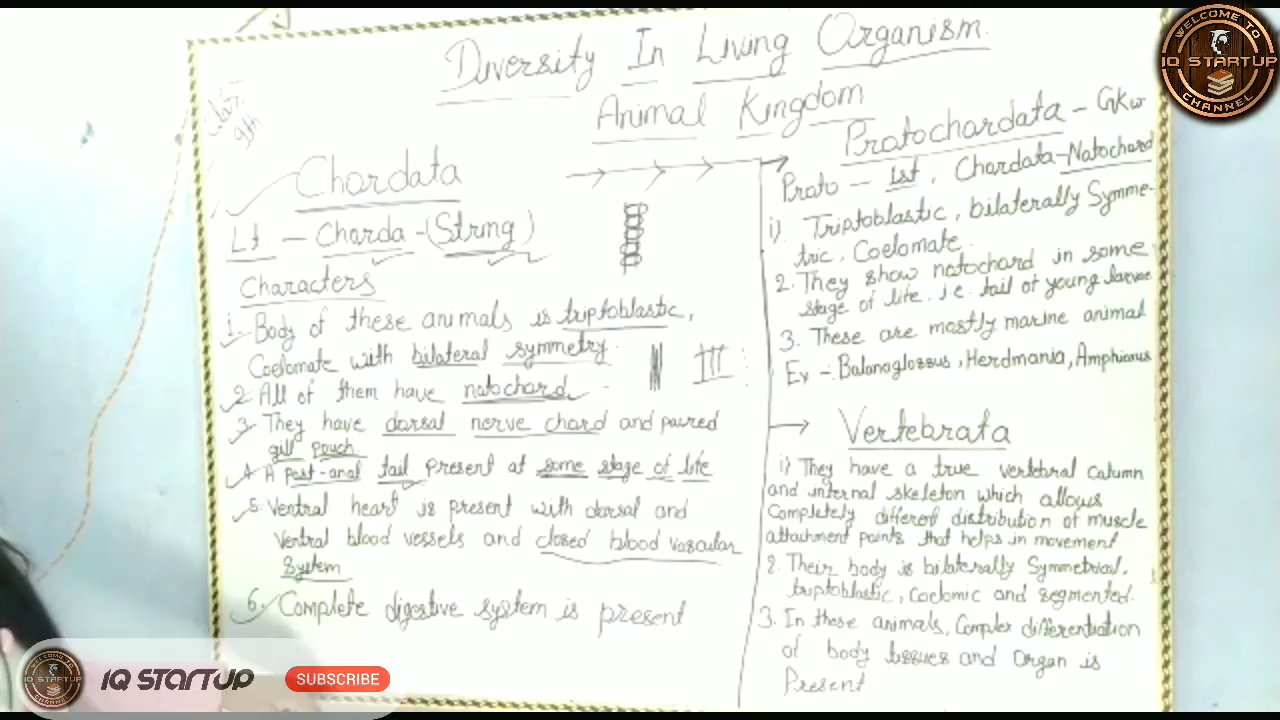 Diversity In Living Organism.
Animal Kingdom
9th
Chordata
Lt. - Chorda - (String)
Characters
1. Body of these animals is triptoblastic,
Coelomate with bilateral symmetry.
2. All of them have notochord
3. They have dorsal nerve chord and paired
gill pouch
4. A post-anal tail present at some stage of life
5. Ventral heart is present with dorsal and
Ventral blood vessels and closed blood vascular
System
6. Complete digestive system is present
Protochordata - Gkw
Proto - 1st, Chordata-Notochord
i) Triptoblastic, bilaterally Symme-
tric, Coelomate.
2. They show notochord in some
stage of life. i.e. tail of young larvae
3. These are mostly marine animal
Ex -: Balanoglossus, Herdmania, Amphioxus
Vertebrata
i) They have a true vertebral column
and internal skeleton which allows
Completely different distribution of muscle
attachment points that helps in movement
2. Their body is bilaterally Symmetrical,
triptoblastic, Coelomic and segmented.
3. In these animals, Complex differentiation
of body tissues and Organ is
Present
WELCOME TO
IQ STARTUP
CHANNEL
WELCOME TO
IQ STARTUP
CHANNEL
IQ STARTUP
SUBSCRIBE